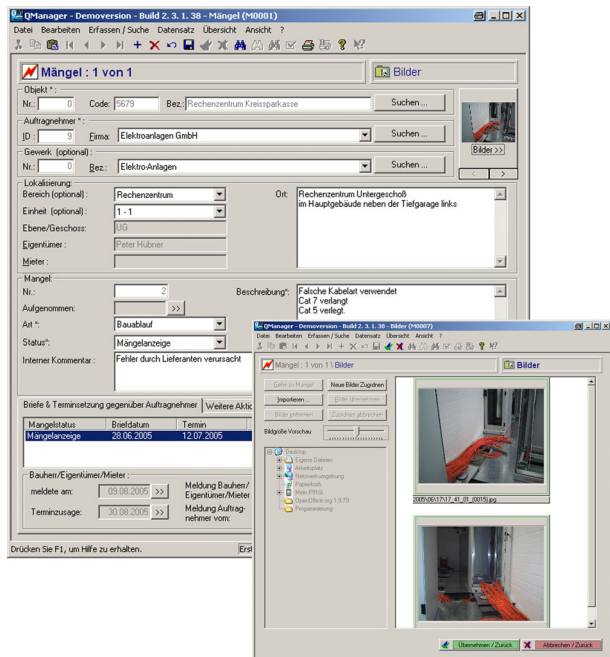 QManager - Demoversion - Build 2. 3. 1. 38 - Mängel (M0001)
Datei Bearbeiten Erfassen / Suche Datensatz Übersicht Ansicht ?
Mängel : 1 von 1
Bilder
Objekt * :
Nr.: 0 Code: 5679 Bez.: Rechenzentrum Kreissparkasse Suchen ...
Auftragnehmer * :
ID : 9 Firma: Elektroanlagen GmbH Suchen ...
Bilder >>
Gewerk (optional) :
Nr.: 0 Bez.: Elektro-Anlagen Suchen ...
< >
Lokalisierung:
Bereich (optional) : Rechenzentrum Ort: Rechenzentrum Untergeschoß
im Hauptgebäude neben der Tiefgarage links
Einheit (optional) : 1 - 1
Ebene/Geschoss: UG
Eigentümer : Peter Hübner
Mieter :
Mangel:
Nr.: 2 Beschreibung*: Falsche Kabelart verwendet
Cat 7 verlangt
Cat 5 verlegt.
Aufgenommen: >>
Art *: Bauablauf
Status*: Mängelanzeige
Interner Kommentar : Fehler durch Lieferanten verursacht
Briefe & Terminsetzung gegenüber Auftragnehmer Weitere Aktio
Mangelstatus Briefdatum Termin
Mängelanzeige 28.06.2005 12.07.2005
Bauherr/Eigentümer/Mieter :
meldete am: 09.08.2005 >> Meldung Bauherr/
Eigentümer/Mieter
Terminzusage: 30.08.2005 >> Meldung Auftrag-
nehmer vom:
Drücken Sie F1, um Hilfe zu erhalten. Erst
QManager - Demoversion - Build 2. 3. 1. 38 - Bilder (M0007)
Datei Bearbeiten Erfassen / Suche Datensatz Übersicht Ansicht ?
Mängel : 1 von 1 \ Bilder
Bilder
Gehe zu Mangel Neue Bilder Zuordnen
Importieren ... Bilder Übernehmen
Bilder entfernen Zuordnen abbrechen
Bildgröße Vorschau
Desktop
Eigene Dateien
Arbeitsplatz
Netzwerkumgebung
Papierkorb
OpenOffice.org 1.9.79
Programmierung
2005\06\17\17_41_01_(0015).jpg
Übernehmen / Zurück Abbrechen / Zurück